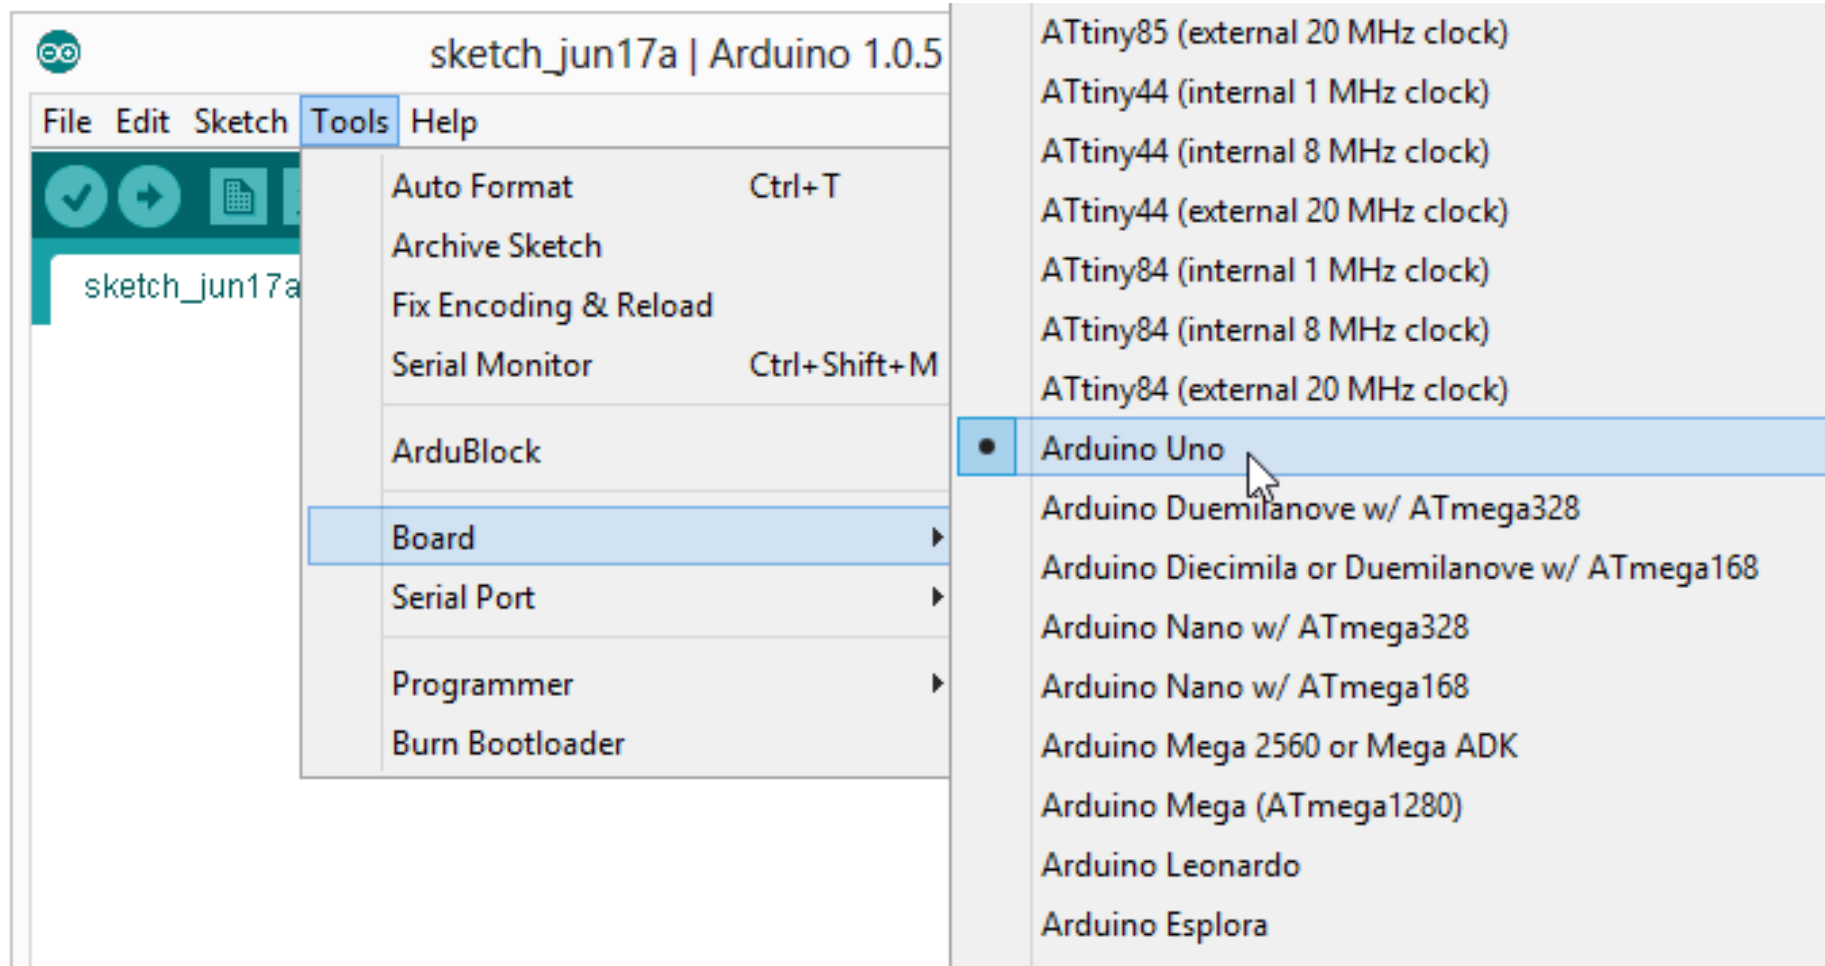 sketch_jun17a | Arduino 1.0.5
File Edit Sketch Tools Help
sketch_jun17a
Auto Format Ctrl+T
Archive Sketch
Fix Encoding & Reload
Serial Monitor Ctrl+Shift+M
ArduBlock
Board
Serial Port
Programmer
Burn Bootloader
ATtiny85 (external 20 MHz clock)
ATtiny44 (internal 1 MHz clock)
ATtiny44 (internal 8 MHz clock)
ATtiny44 (external 20 MHz clock)
ATtiny84 (internal 1 MHz clock)
ATtiny84 (internal 8 MHz clock)
ATtiny84 (external 20 MHz clock)
Arduino Uno
Arduino Duemilanove w/ ATmega328
Arduino Diecimila or Duemilanove w/ ATmega168
Arduino Nano w/ ATmega328
Arduino Nano w/ ATmega168
Arduino Mega 2560 or Mega ADK
Arduino Mega (ATmega1280)
Arduino Leonardo
Arduino Esplora